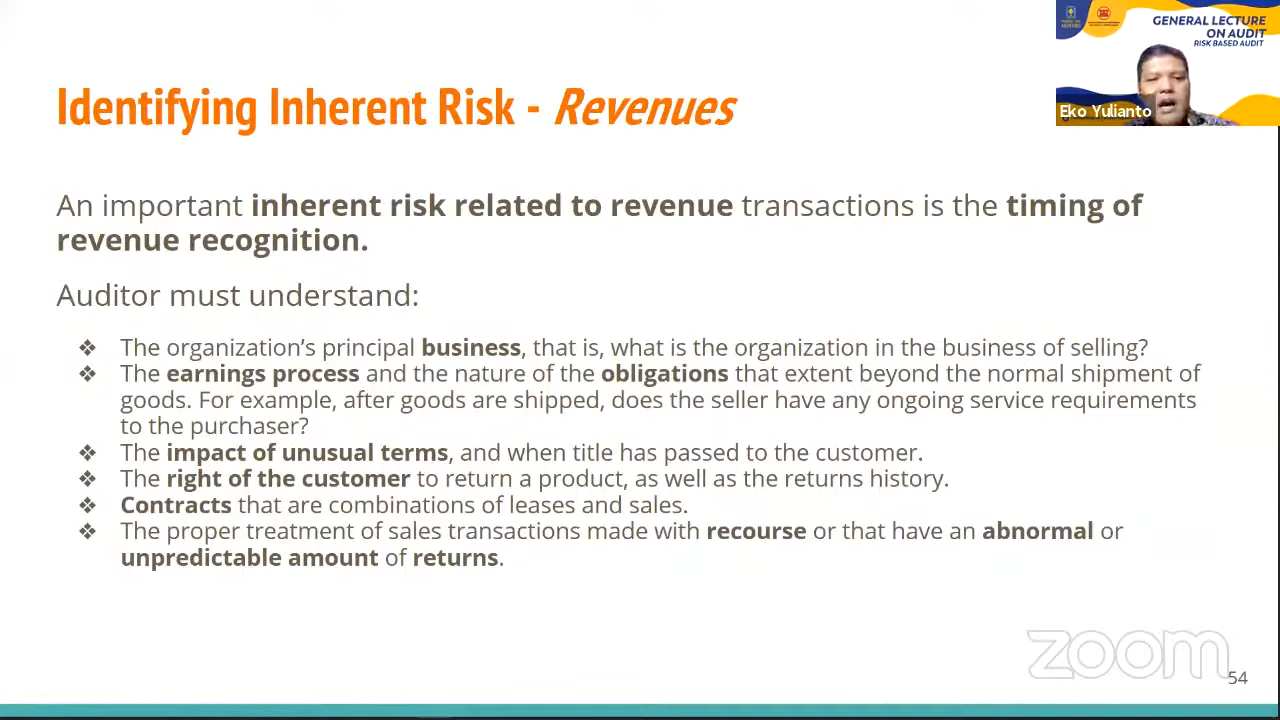 GENERAL LECTURE
ON AUDIT
RISK BASED AUDIT
Eko Yulianto
Identifying Inherent Risk - Revenues
An important inherent risk related to revenue transactions is the timing of
revenue recognition.
Auditor must understand:
❖ The organization’s principal business, that is, what is the organization in the business of selling?
❖ The earnings process and the nature of the obligations that extent beyond the normal shipment of
goods. For example, after goods are shipped, does the seller have any ongoing service requirements
to the purchaser?
❖ The impact of unusual terms, and when title has passed to the customer.
❖ The right of the customer to return a product, as well as the returns history.
❖ Contracts that are combinations of leases and sales.
❖ The proper treatment of sales transactions made with recourse or that have an abnormal or
unpredictable amount of returns.
zoom
54